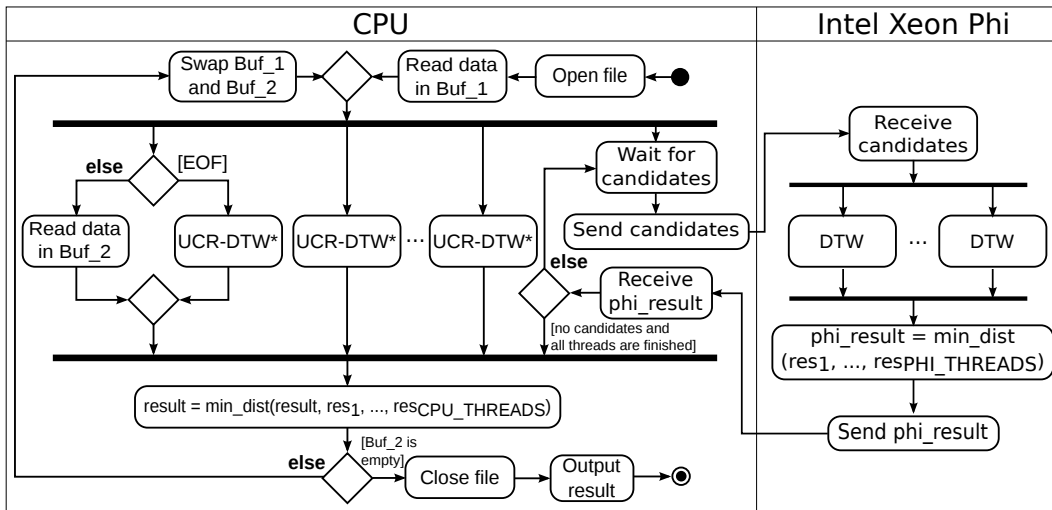 CPU
Intel Xeon Phi
Swap Buf_1
and Buf_2
Read data
in Buf_1
Open file
Receive
candidates
else
[EOF]
Wait for
candidates
Read data
in Buf_2
UCR-DTW*
UCR-DTW*
...
UCR-DTW*
Send candidates
DTW
...
DTW
else
Receive
phi_result
[no candidates and
all threads are finished]
phi_result = min_dist
(res1, ..., resPHI_THREADS)
result = min_dist(result, res1, ..., resCPU_THREADS)
Send phi_result
else
[Buf_2 is
empty]
Close file
Output
result